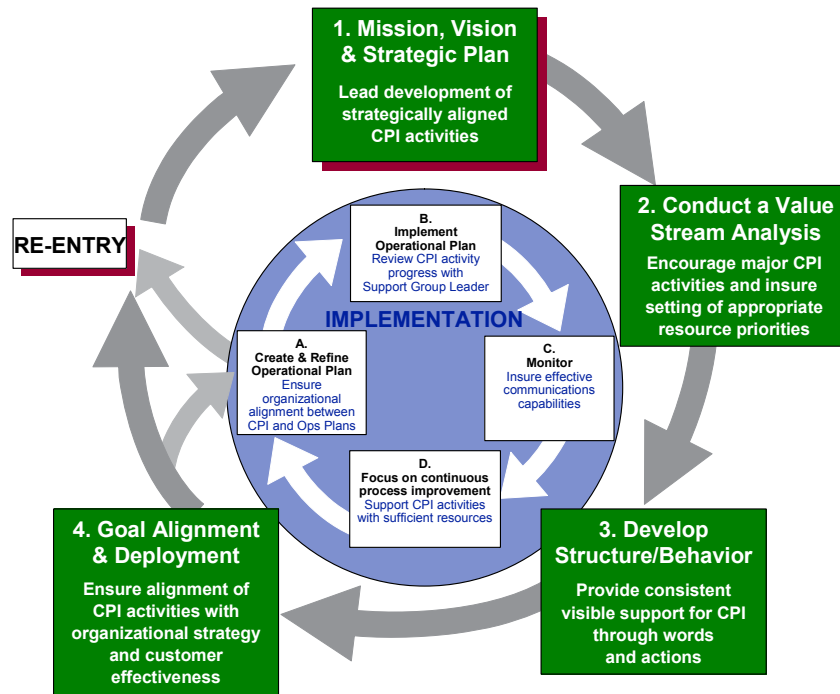 1. Mission, Vision
& Strategic Plan
Lead development of
strategically aligned
CPI activities
2. Conduct a Value
Stream Analysis
Encourage major CPI
activities and insure
setting of appropriate
resource priorities
3. Develop
Structure/Behavior
Provide consistent
visible support for CPI
through words
and actions
4. Goal Alignment
& Deployment
Ensure alignment of
CPI activities with
organizational strategy
and customer
effectiveness
RE-ENTRY
IMPLEMENTATION
A.
Create & Refine
Operational Plan
Ensure
organizational
alignment between
CPI and Ops Plans
B.
Implement
Operational Plan
Review CPI activity
progress with
Support Group Leader
C.
Monitor
Insure effective
communications
capabilities
D.
Focus on continuous
process improvement
Support CPI activities
with sufficient resources